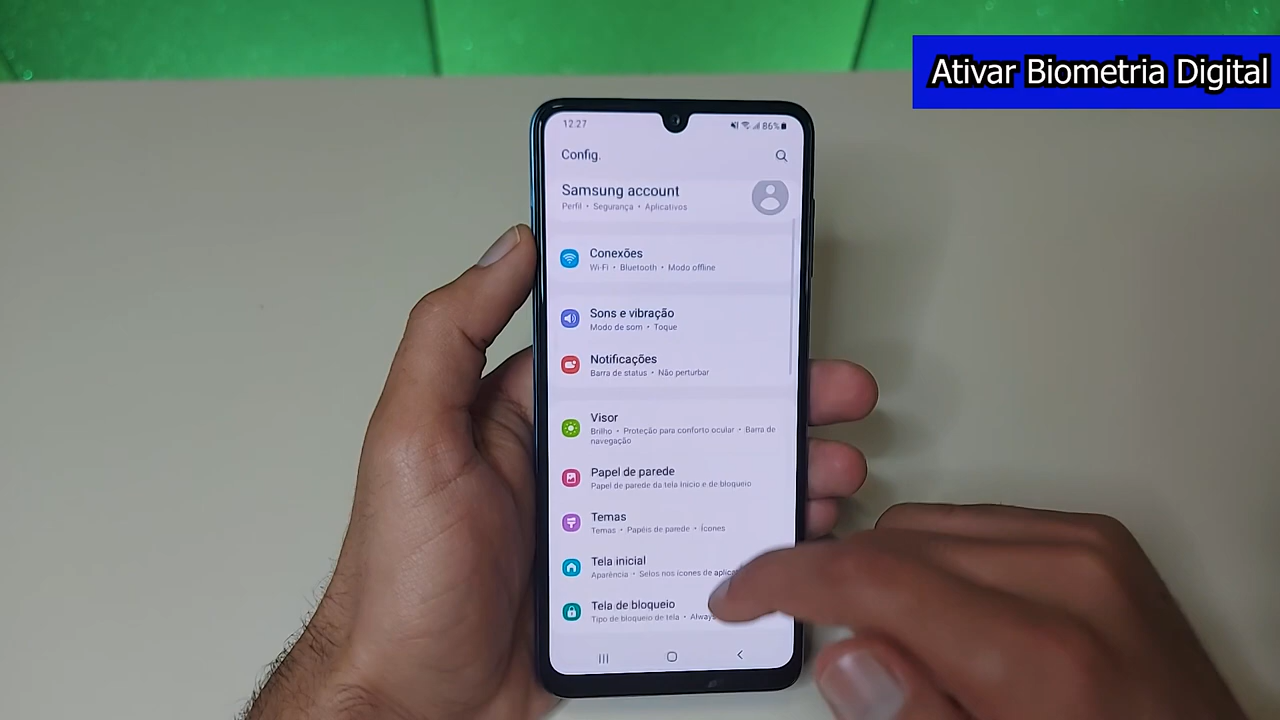 Ativar Biometria Digital
12:27
86%
Config.
Samsung account
Perfil • Segurança • Aplicativos
Conexões
Wi-Fi • Bluetooth • Modo offline
Sons e vibração
Modo de som • Toque
Notificações
Barra de status • Não perturbar
Visor
Brilho • Proteção para conforto ocular • Barra de
navegação
Papel de parede
Papel de parede da tela Início e de bloqueio
Temas
Temas • Papéis de parede • Ícones
Tela inicial
Aparência • Selos nos ícones de
Tela de bloqueio
Tipo de bloqueio de tela • Always